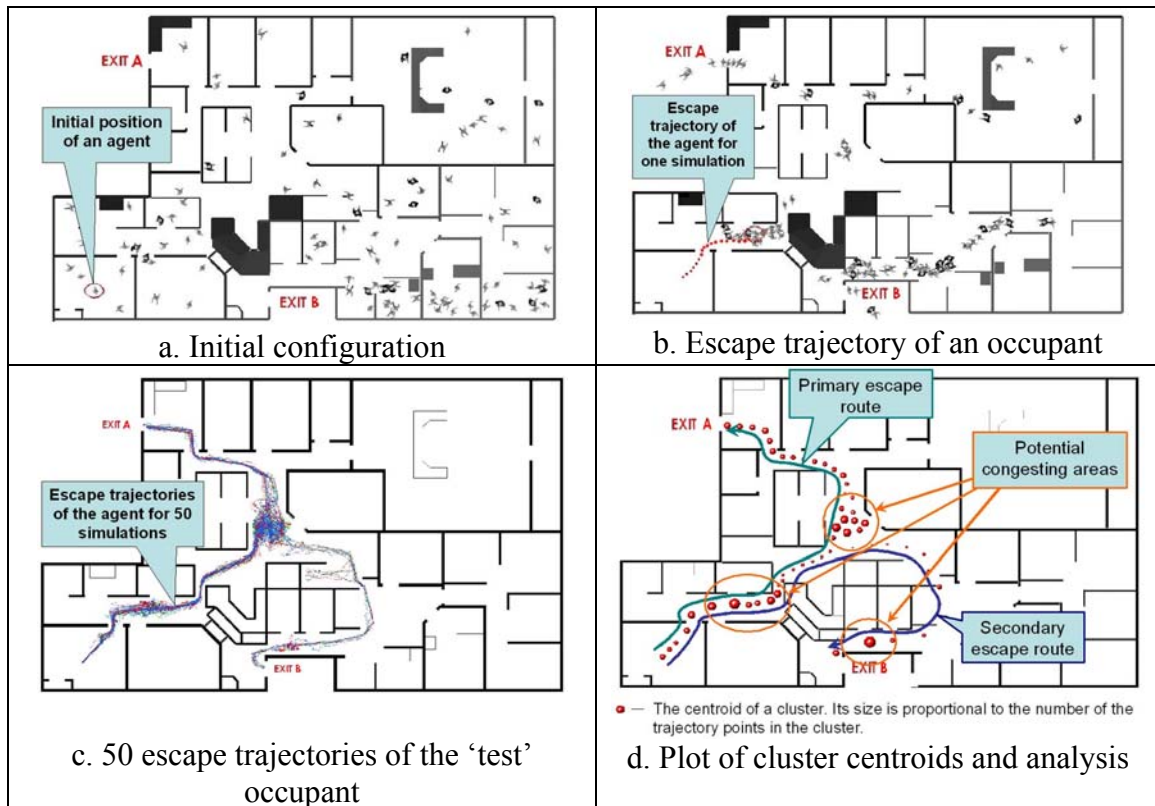 EXIT A
Initial position
of an agent
EXIT B
a. Initial configuration
EXIT A
Escape
trajectory of
the agent for
one simulation
EXIT B
b. Escape trajectory of an occupant
EXIT A
Escape trajectories
of the agent for 50
simulations
EXIT B
c. 50 escape trajectories of the ‘test’
occupant
Primary escape
route
EXIT A
Potential
congesting areas
Secondary
escape route
EXIT B
— The centroid of a cluster. Its size is proportional to the number of the
trajectory points in the cluster.
d. Plot of cluster centroids and analysis